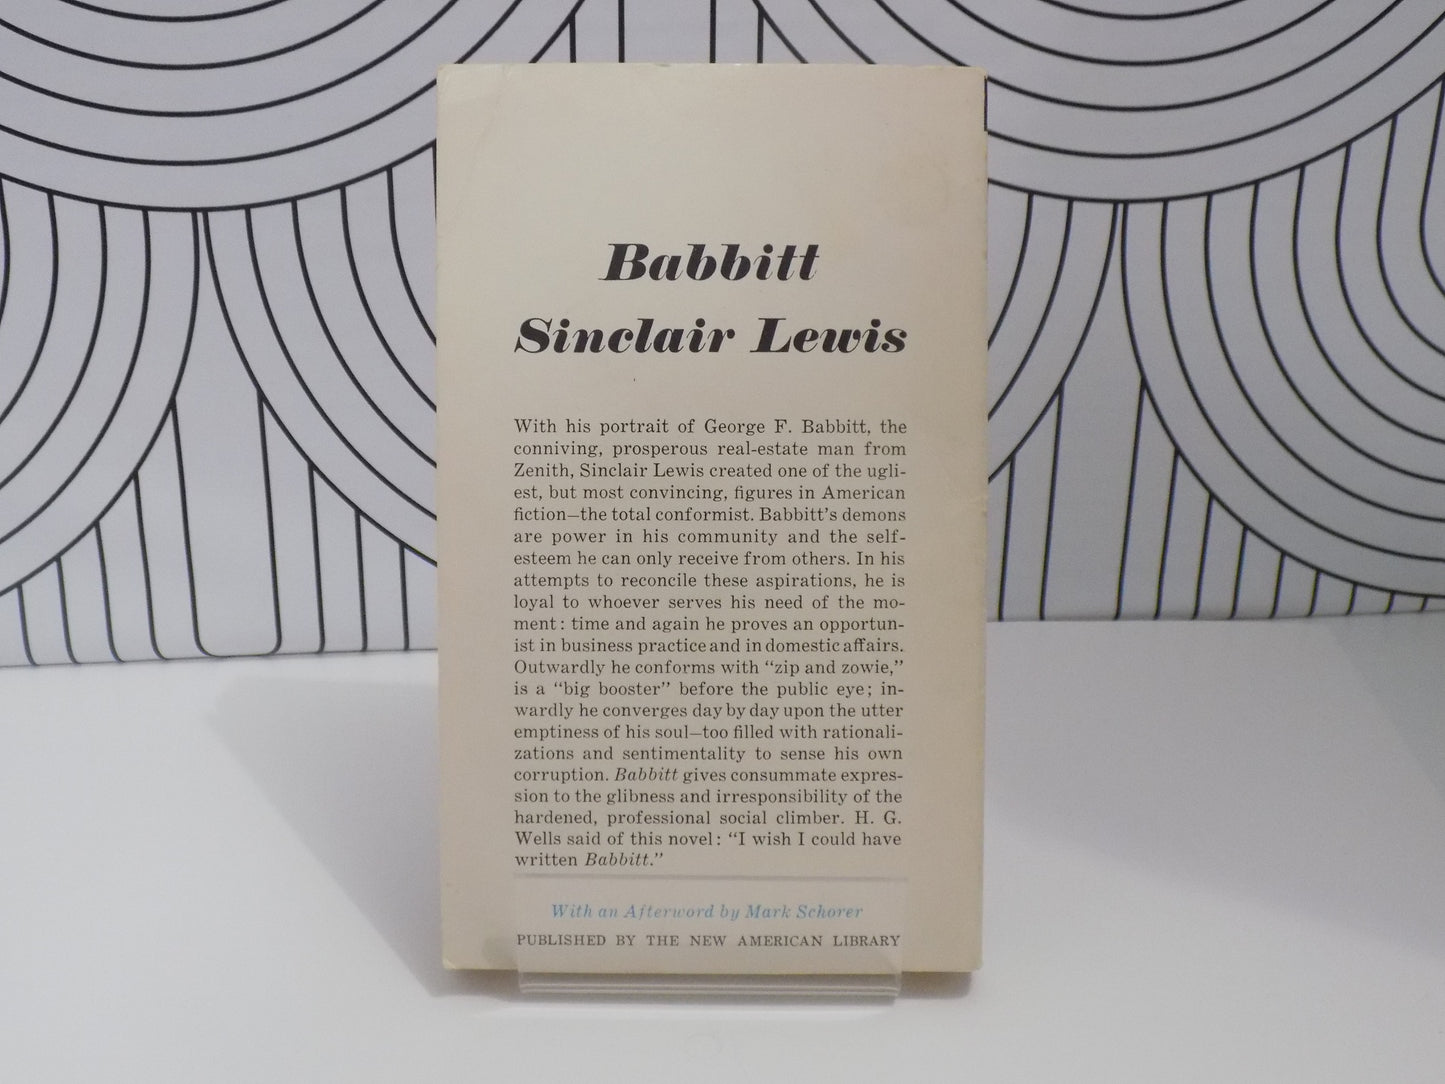 Babbitt
Sinclair Lewis
With his portrait of George F. Babbitt, the
conniving, prosperous real-estate man from
Zenith, Sinclair Lewis created one of the ugli-
est, but most convincing, figures in American
fiction—the total conformist. Babbitt's demons
are power in his community and the self-
esteem he can only receive from others. In his
attempts to reconcile these aspirations, he is
loyal to whoever serves his need of the mo-
ment: time and again he proves an opportun-
ist in business practice and in domestic affairs.
Outwardly he conforms with “zip and zowie,”
is a “big booster” before the public eye; in-
wardly he converges day by day upon the utter
emptiness of his soul—too filled with rationali-
zations and sentimentality to sense his own
corruption. Babbitt gives consummate expres-
sion to the glibness and irresponsibility of the
hardened, professional social climber. H. G.
Wells said of this novel: “I wish I could have
written Babbitt.”
With an Afterword by Mark Schorer
PUBLISHED BY THE NEW AMERICAN LIBRARY